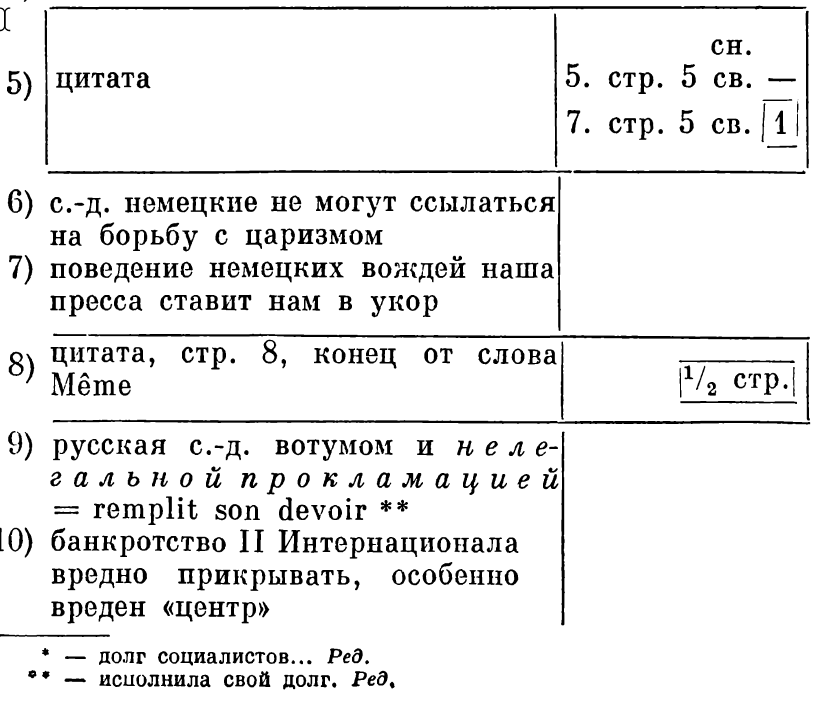 сн.
5) цитата 5. стр. 5 св. —
7. стр. 5 св. 1
6) с.-д. немецкие не могут ссылаться
на борьбу с царизмом
7) поведение немецких вождей наша
пресса ставит нам в укор
8) цитата, стр. 8, конец от слова
Même 1/2 стр.
9) русская с.-д. вотумом и неле-
гальной прокламацией
= remplit son devoir **
10) банкротство II Интернационала
вредно прикрывать, особенно
вреден «центр»
* — долг социалистов... Ред.
** — исполнила свой долг. Ред.